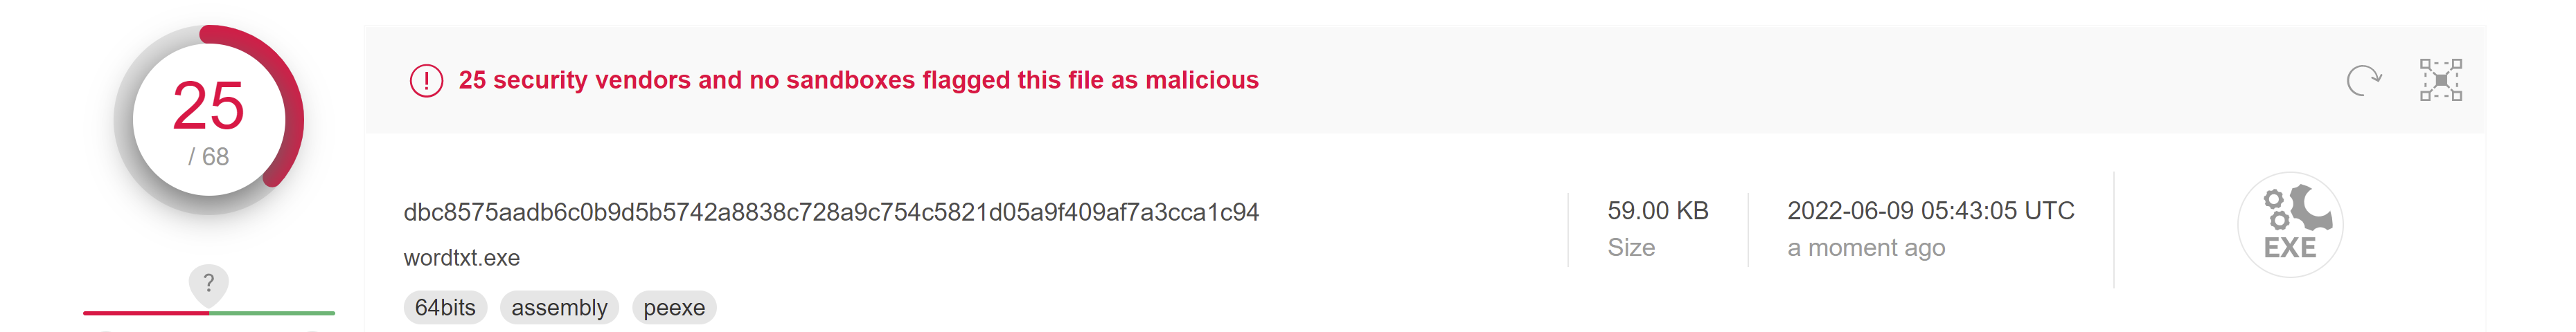 25
/ 68
?
25 security vendors and no sandboxes flagged this file as malicious
dbc8575aadb6c0b9d5b5742a8838c728a9c754c5821d05a9f409af7a3cca1c94
wordtxt.exe
64bits assembly peexe
59.00 KB
Size
2022-06-09 05:43:05 UTC
a moment ago
EXE